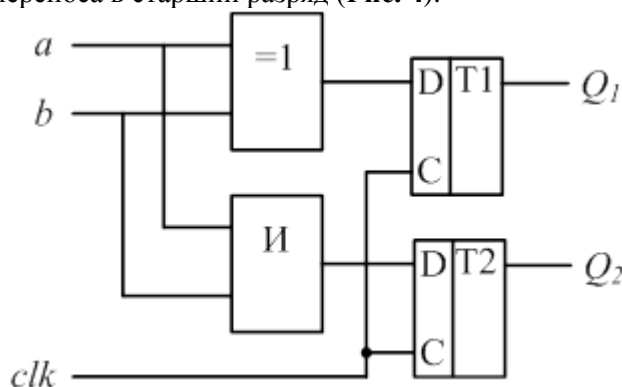 переноса в старший разряд (Рис. 4).
a
=1
D T1
Q1
b
C
И
D T2
Q2
C
clk